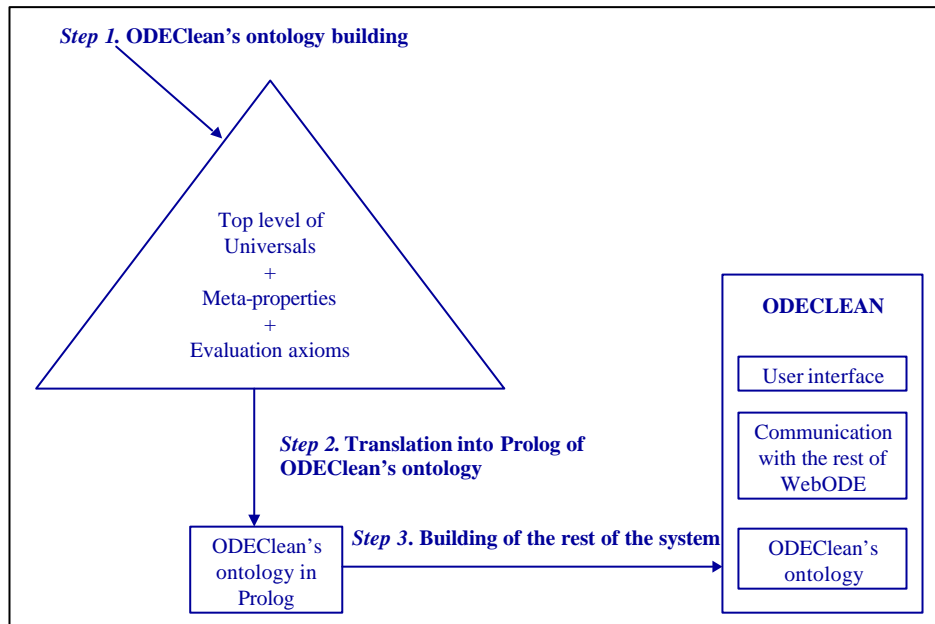 Step 1. ODEClean's ontology building
Top level of
Universals
+
Meta-properties
+
Evaluation axioms
Step 2. Translation into Prolog of
ODEClean's ontology
ODEClean's
ontology in
Prolog
Step 3. Building of the rest of the system
ODECLEAN
User interface
Communication
with the rest of
WebODE
ODEClean's
ontology